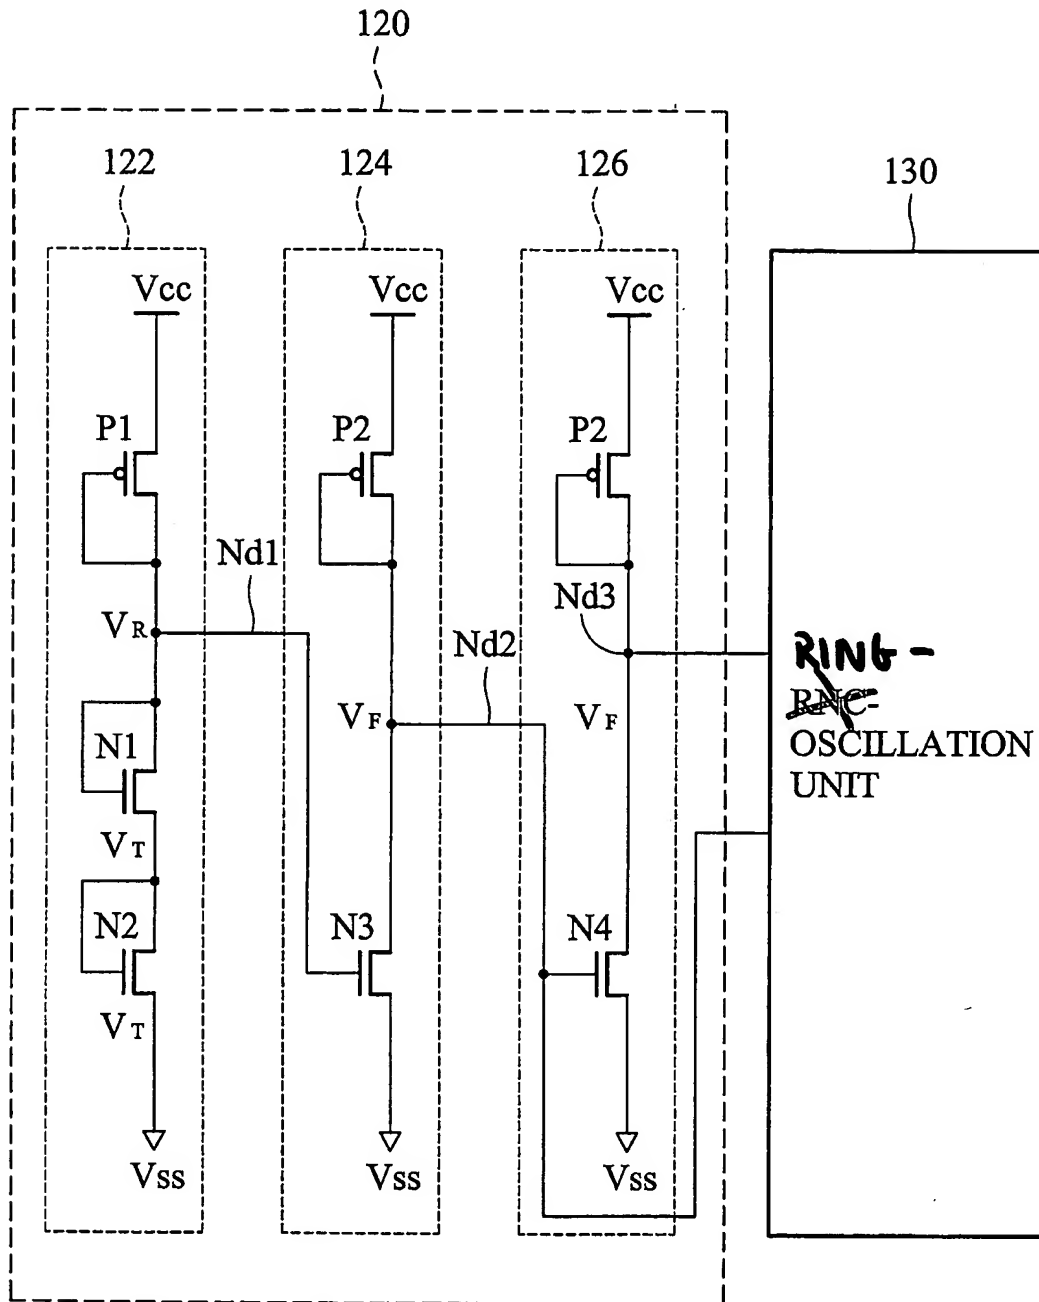 120
122
124
126
130
Vcc
Vcc
Vcc
P1
P2
P2
Nd1
Nd3
VR
Nd2
RING -
RNC-
VF
VF
OSCILLATION
N1
UNIT
VT
N2
N3
N4
VT
Vss
Vss
Vss